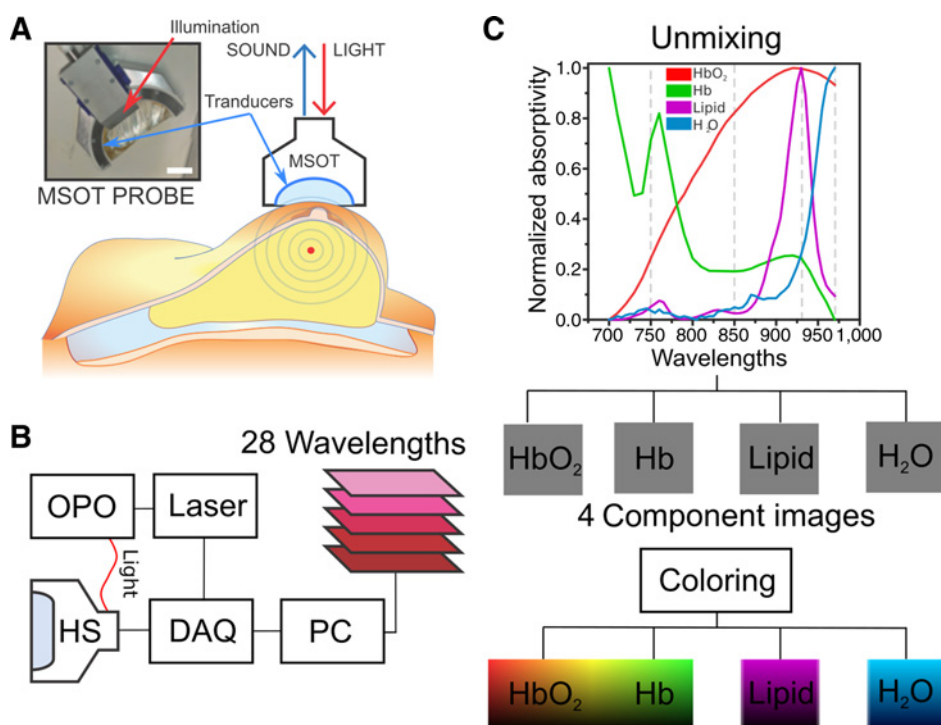 A
Illumination
SOUND
LIGHT
Tranducers
MSOT
MSOT PROBE
B
28 Wavelengths
OPO
Laser
Light
HS
DAQ
PC
C
Unmixing
HbO₂
Hb
Lipid
H₂O
Normalized absorptivity
1.0
0.8
0.6
0.4
0.2
0.0
700 750 800 850 900 950 1,000
Wavelengths
HbO₂ Hb Lipid H₂O
4 Component images
Coloring
HbO₂ Hb Lipid H₂O